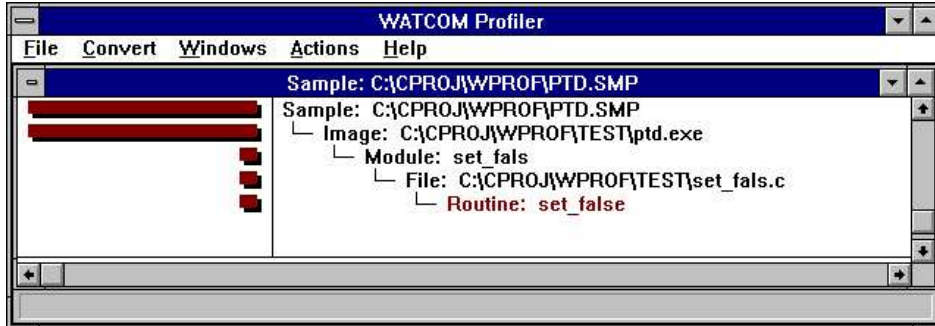 WATCOM Profiler
File Convert Windows Actions Help
Sample: C:\CPROJ\WPROF\PTD.SMP
Sample: C:\CPROJ\WPROF\PTD.SMP
Image: C:\CPROJ\WPROF\TEST\ptd.exe
Module: set_fals
File: C:\CPROJ\WPROF\TEST\set_fals.c
Routine: set_false